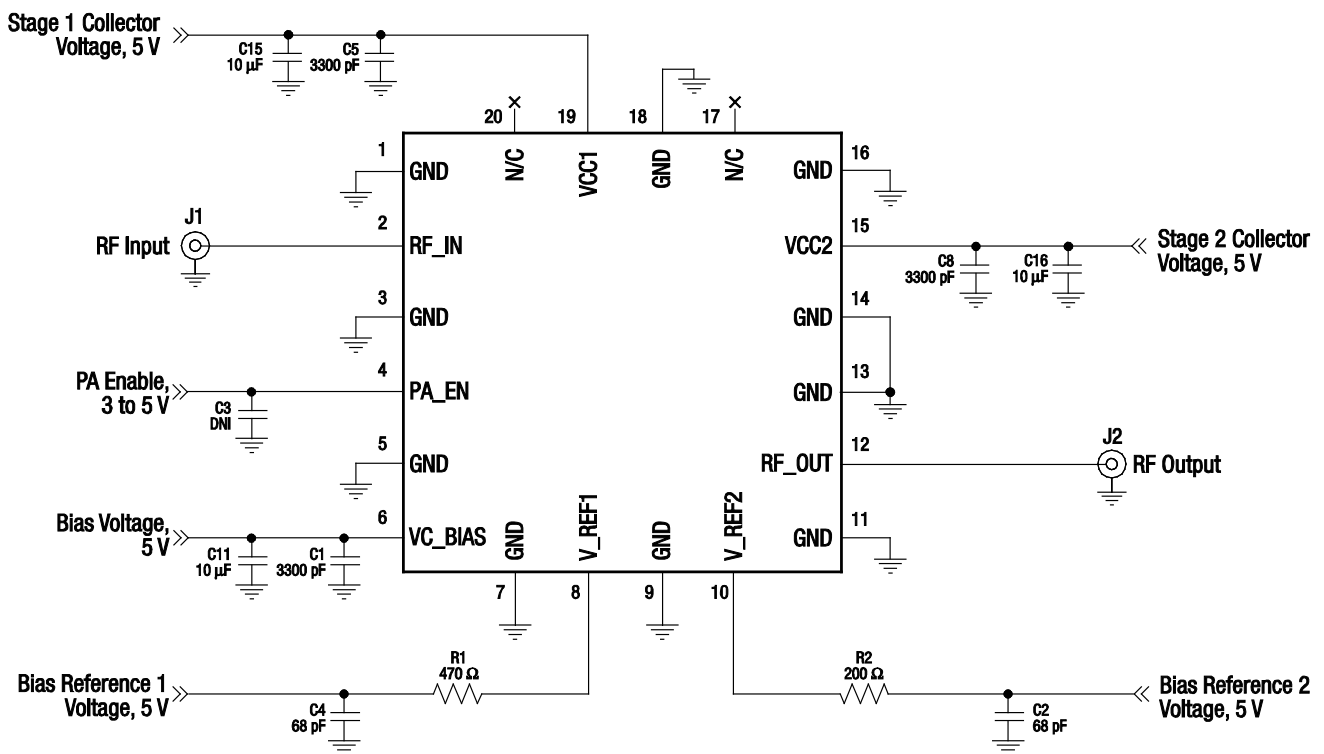 Stage 1 Collector
Voltage, 5 V
C15
10 µF
C5
3300 pF
20
19
18
17
N/C
VCC1
GND
N/C
1
GND
16
GND
J1
RF Input
2
RF_IN
15
VCC2
C8
3300 pF
C16
10 µF
Stage 2 Collector
Voltage, 5 V
3
GND
14
GND
PA Enable,
3 to 5 V
C3
DNI
4
PA_EN
13
GND
5
GND
12
RF_OUT
J2
RF Output
Bias Voltage,
5 V
C11
10 µF
C1
3300 pF
6
VC_BIAS
11
GND
GND
V_REF1
GND
V_REF2
7
8
9
10
Bias Reference 1
Voltage, 5 V
C4
68 pF
R1
470 Ω
R2
200 Ω
C2
68 pF
Bias Reference 2
Voltage, 5 V